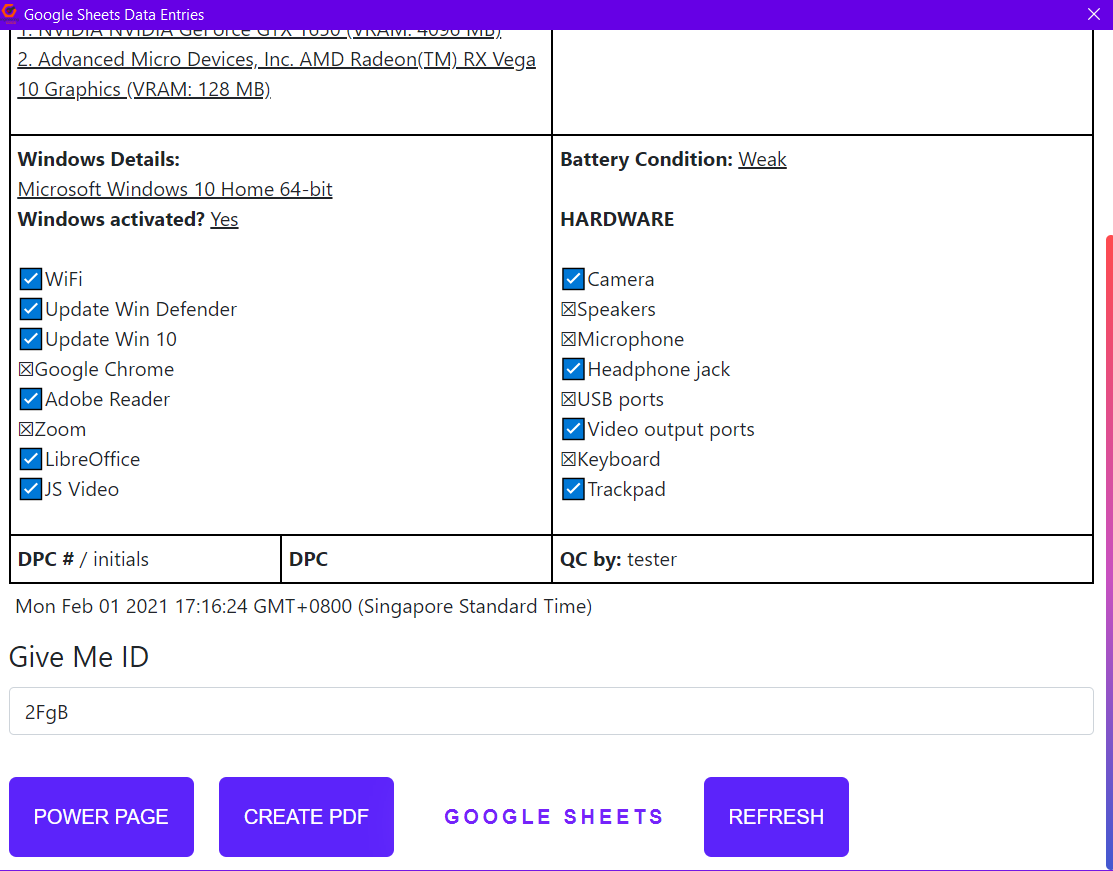 Google Sheets Data Entries
1. NVIDIA NVIDIA GeForce GTX 1650 (VRAM: 4096 MB)
2. Advanced Micro Devices, Inc. AMD Radeon(TM) RX Vega
10 Graphics (VRAM: 128 MB)
Windows Details:
Microsoft Windows 10 Home 64-bit
Windows activated? Yes
WiFi
Update Win Defender
Update Win 10
Google Chrome
Adobe Reader
Zoom
LibreOffice
JS Video
Battery Condition: Weak
HARDWARE
Camera
Speakers
Microphone
Headphone jack
USB ports
Video output ports
Keyboard
Trackpad
DPC # / initials
DPC
QC by: tester
Mon Feb 01 2021 17:16:24 GMT+0800 (Singapore Standard Time)
Give Me ID
2FgB
POWER PAGE
CREATE PDF
GOOGLE SHEETS
REFRESH